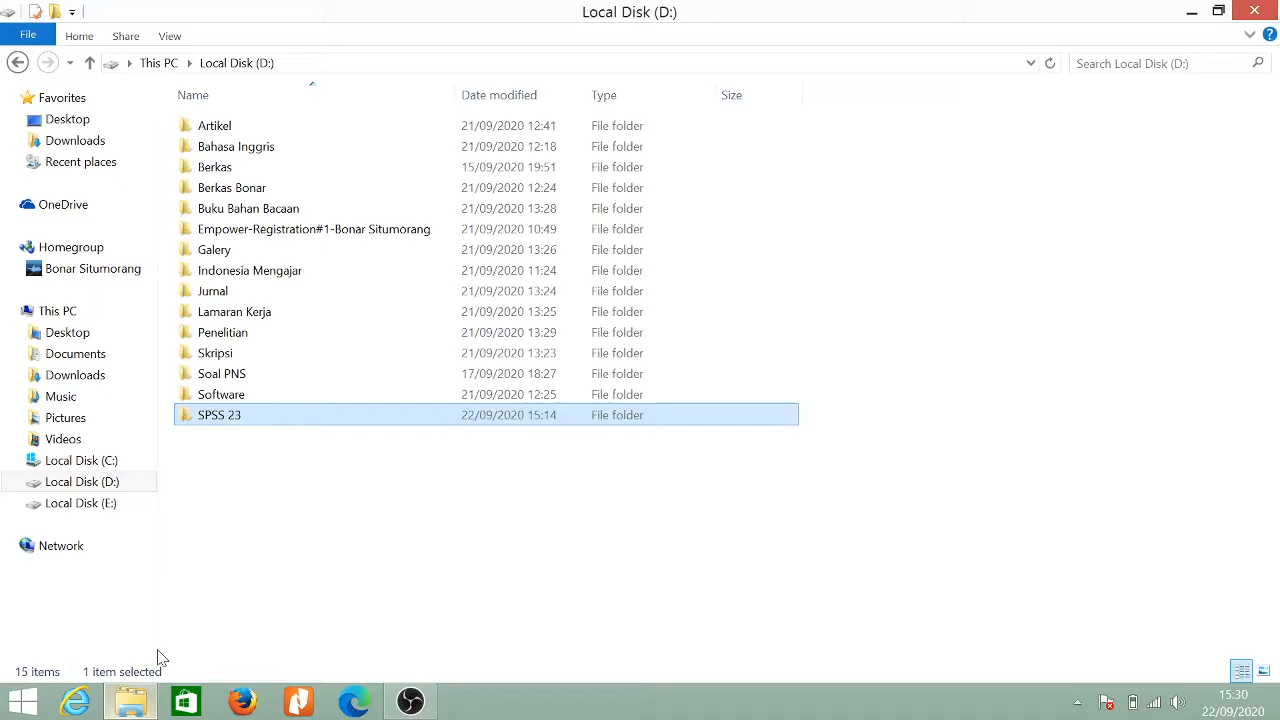 Local Disk (D:)
File Home Share View
This PC Local Disk (D:) Search Local Disk (D:)
Name Date modified Type Size
Favorites
Desktop
Downloads
Recent places
OneDrive
Homegroup
Bonar Situmorang
This PC
Desktop
Documents
Downloads
Music
Pictures
Videos
Local Disk (C:)
Local Disk (D:)
Local Disk (E:)
Network
Artikel 21/09/2020 12:41 File folder
Bahasa Inggris 21/09/2020 12:18 File folder
Berkas 15/09/2020 19:51 File folder
Berkas Bonar 21/09/2020 12:24 File folder
Buku Bahan Bacaan 21/09/2020 13:28 File folder
Empower-Registration#1-Bonar Situmorang 21/09/2020 10:49 File folder
Galery 21/09/2020 13:26 File folder
Indonesia Mengajar 21/09/2020 11:24 File folder
Jurnal 21/09/2020 13:24 File folder
Lamaran Kerja 21/09/2020 13:25 File folder
Penelitian 21/09/2020 13:29 File folder
Skripsi 21/09/2020 13:23 File folder
Soal PNS 17/09/2020 18:27 File folder
Software 21/09/2020 12:25 File folder
SPSS 23 22/09/2020 15:14 File folder
15 items 1 item selected
15:30
22/09/2020